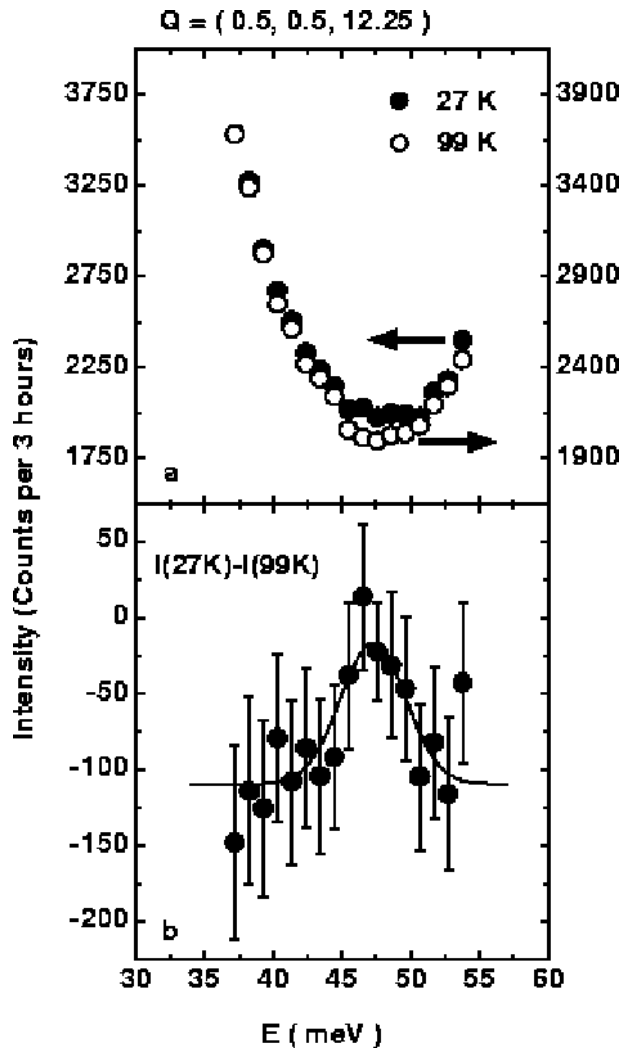 Q = ( 0.5, 0.5, 12.25 )
3750
3250
2750
2250
1750
3900
3400
2900
2400
1900
27 K
99 K
a
Intensity (Counts per 3 hours)
I(27K)-I(99K)
50
0
-50
-100
-150
-200
b
30 35 40 45 50 55 60
E ( meV )